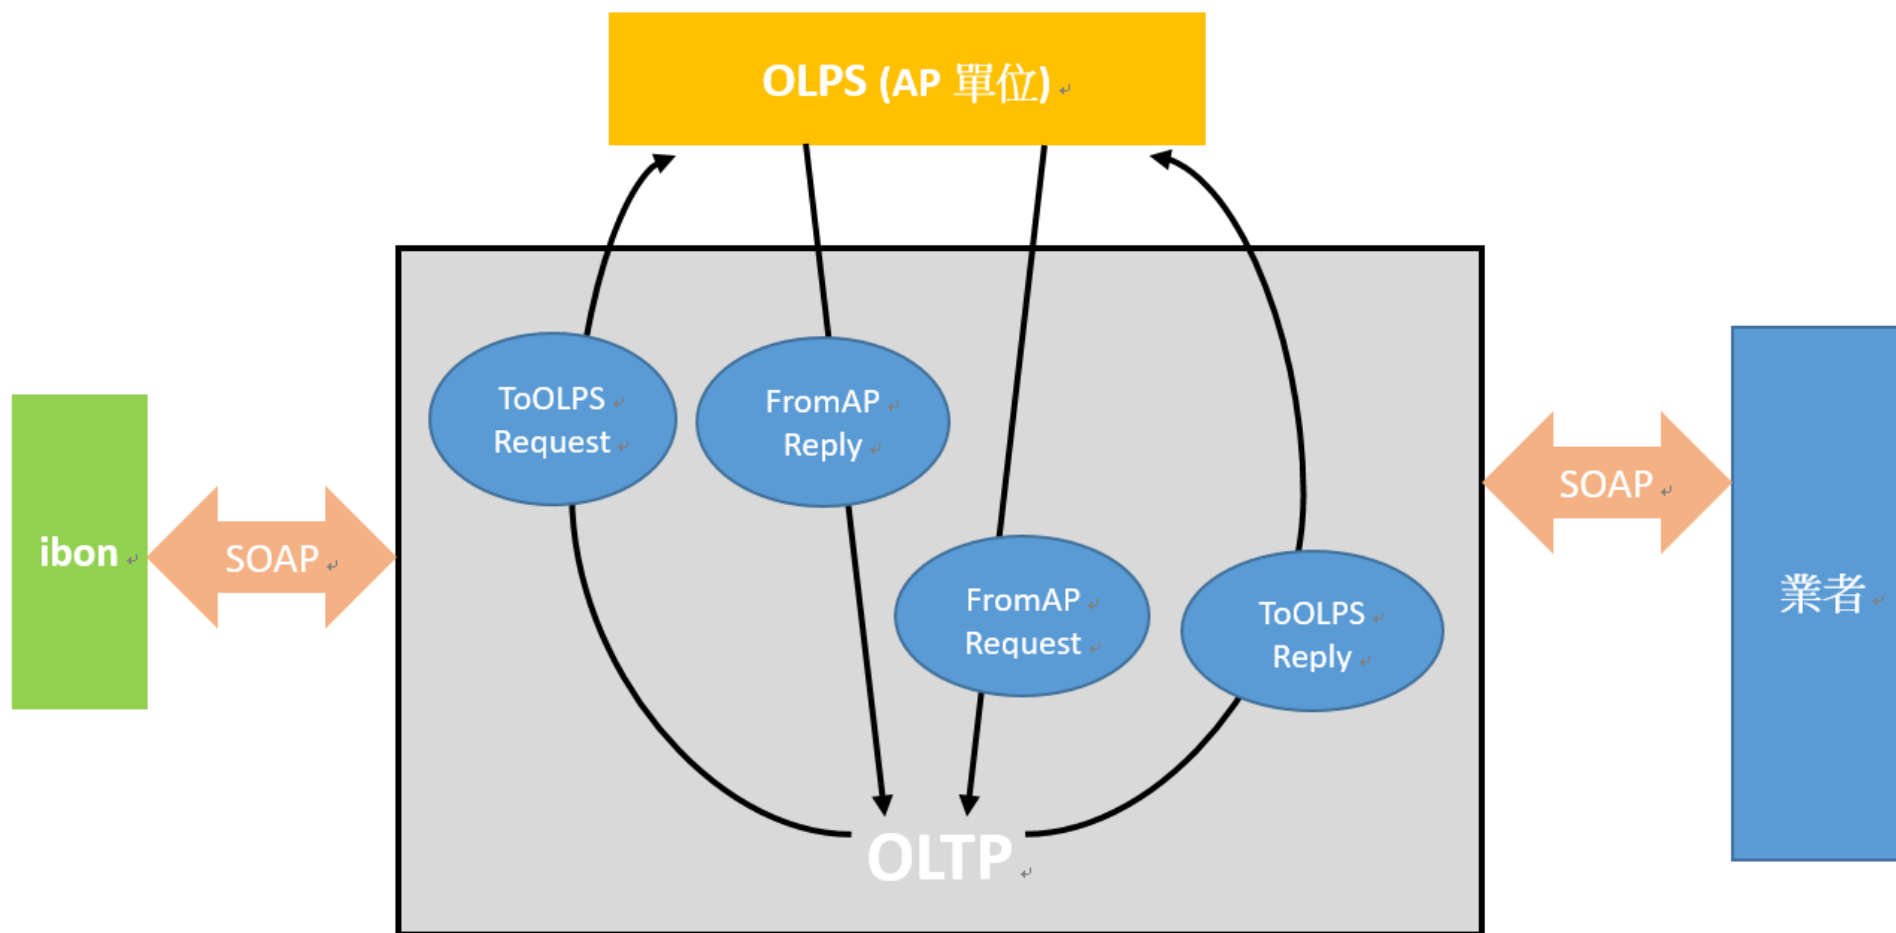 OLPS (AP 單位)
ToOLPS
Request
FromAP
Reply
SOAP
ibon
SOAP
FromAP
Request
ToOLPS
Reply
業者
OLTP